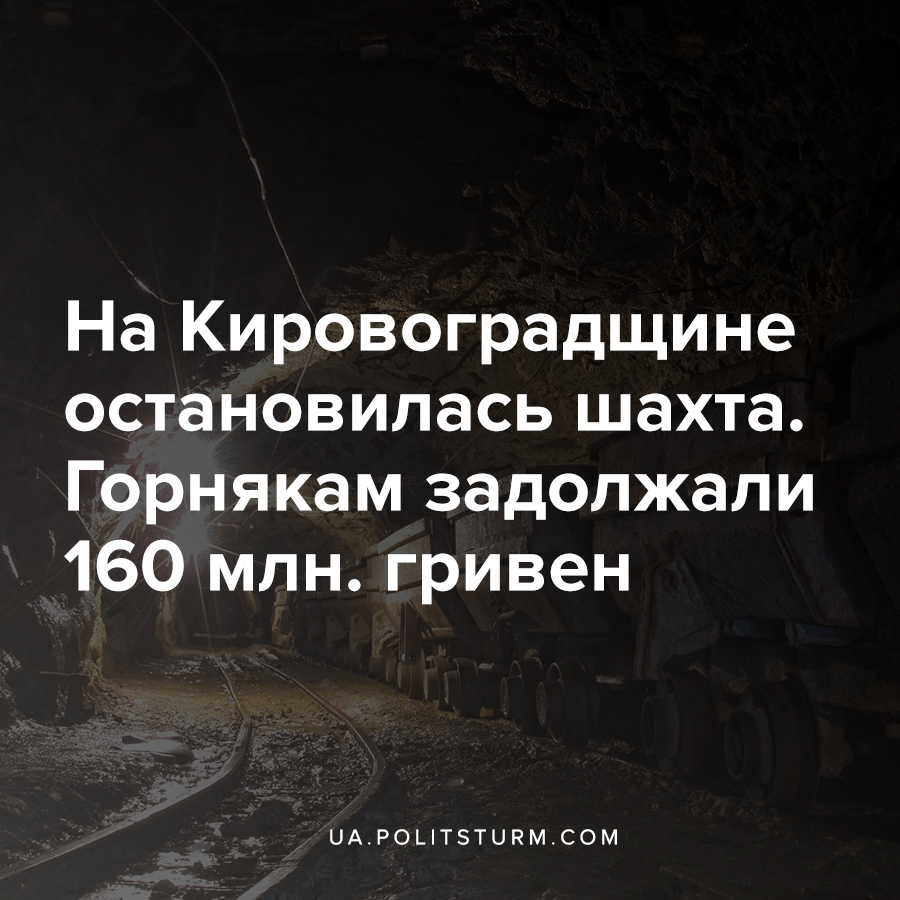 На Кировоградщине
остановилась шахта.
Горнякам задолжали
160 млн. гривен
UA.POLITSTURM.COM